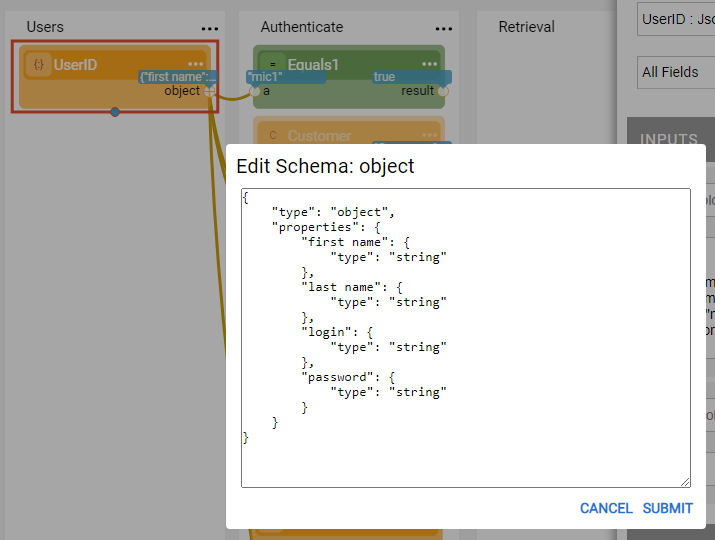 Users
Authenticate
Retrieval
UserID : Jso
{;} UserID
= Equals1
{"first name":...
"mic1"
true
All Fields
object
a
result
C Customer
INPUTS
Edit Schema: object
{
"type": "object",
"properties": {
"first name": {
"type": "string"
},
"last name": {
"type": "string"
},
"login": {
"type": "string"
},
"password": {
"type": "string"
}
}
}
CANCEL SUBMIT